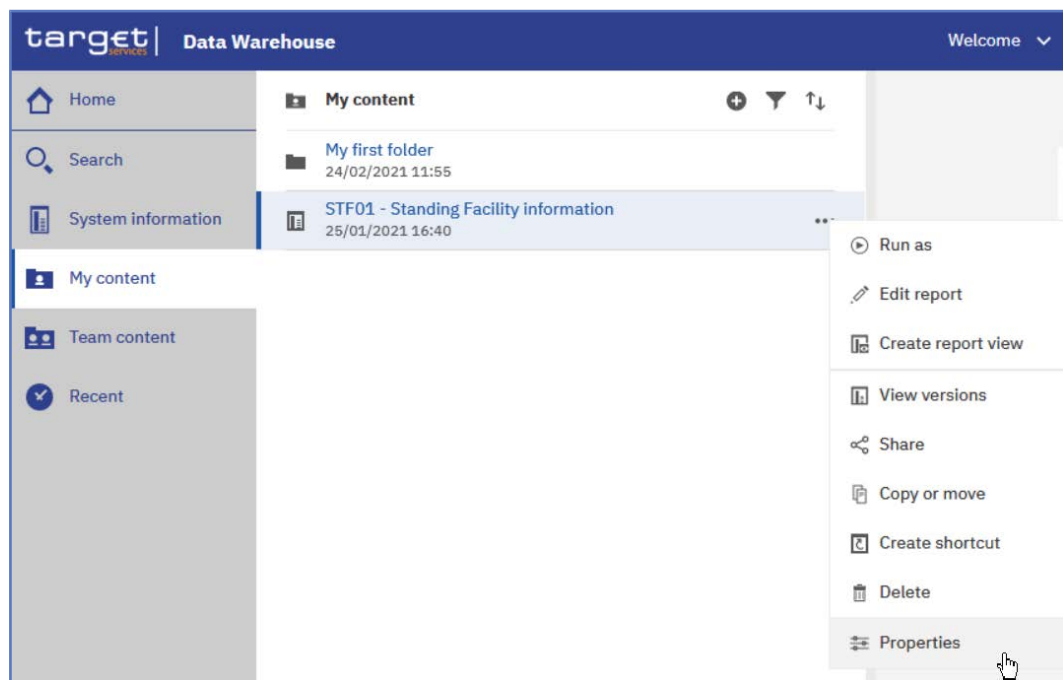 target services | Data Warehouse
Welcome
Home
Search
System information
My content
Team content
Recent
My content
My first folder
24/02/2021 11:55
STF01 - Standing Facility information
25/01/2021 16:40
Run as
Edit report
Create report view
View versions
Share
Copy or move
Create shortcut
Delete
Properties